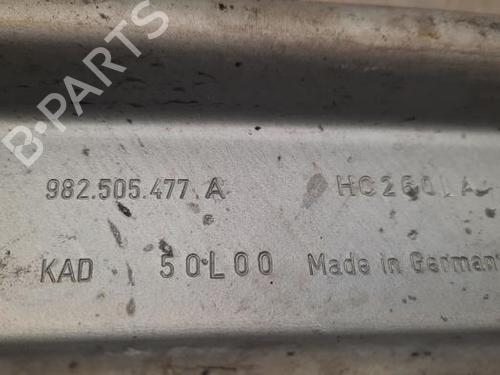 B-PARTS
982.505.477 A HC260LA
KAD 50L00 Made in German